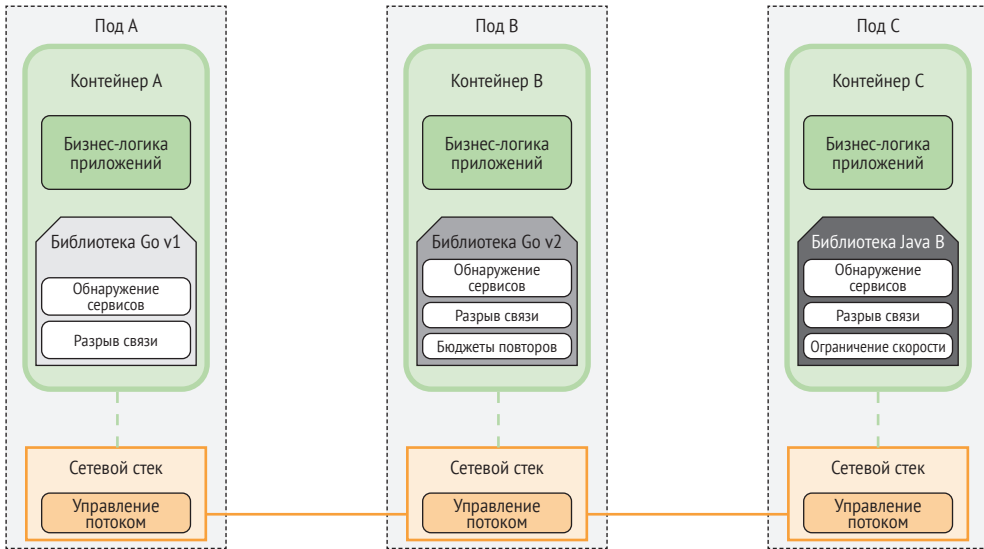 Под A
Контейнер A
Бизнес-логика
приложений
Библиотека Go v1
Обнаружение
сервисов
Разрыв связи
Сетевой стек
Управление
потоком
Под B
Контейнер B
Бизнес-логика
приложений
Библиотека Go v2
Обнаружение
сервисов
Разрыв связи
Бюджеты повторов
Сетевой стек
Управление
потоком
Под C
Контейнер C
Бизнес-логика
приложений
Библиотека Java B
Обнаружение
сервисов
Разрыв связи
Ограничение скорости
Сетевой стек
Управление
потоком